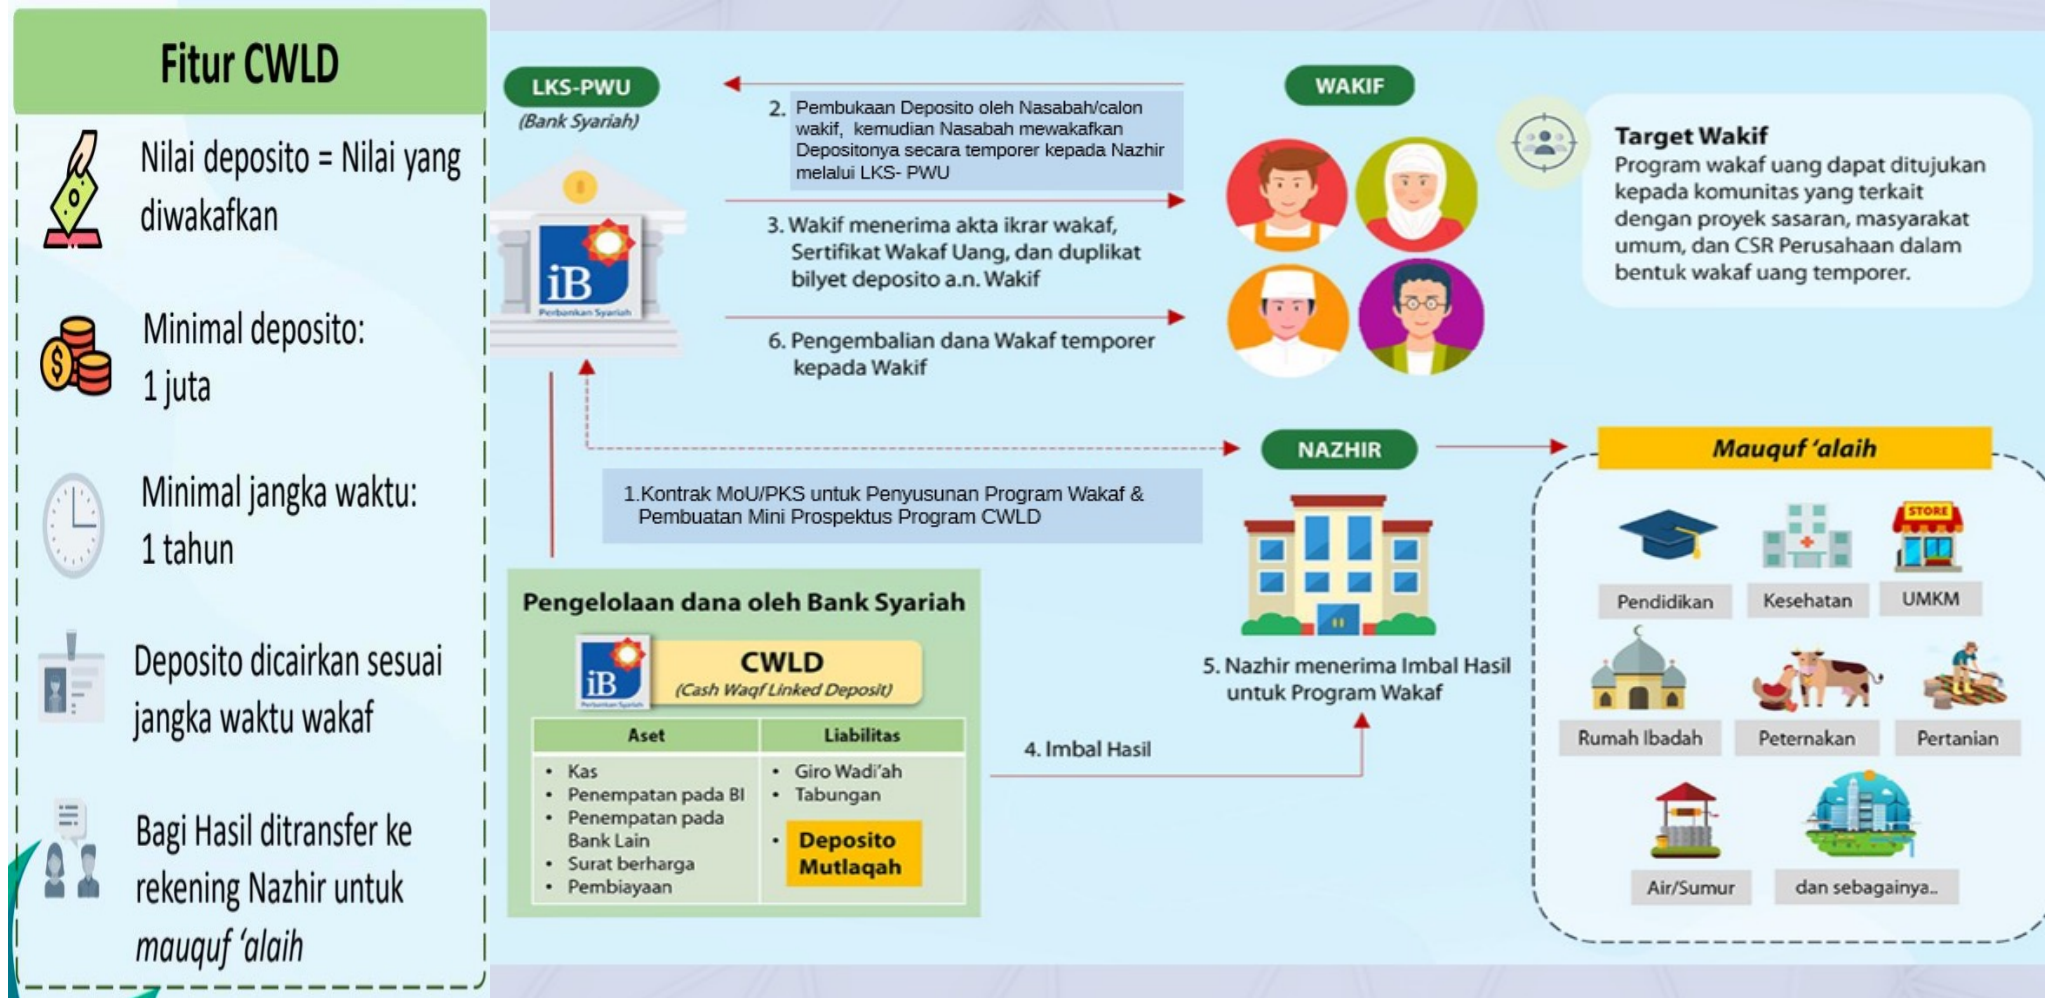 Fitur CWLD
Nilai deposito = Nilai yang
diwakafkan
Minimal deposito:
1 juta
Minimal jangka waktu:
1 tahun
Deposito dicairkan sesuai
jangka waktu wakaf
Bagi Hasil ditransfer ke
rekening Nazhir untuk
mauquf ‘alaih
LKS-PWU
(Bank Syariah)
iB
Perbankan Syariah
2. Pembukaan Deposito oleh Nasabah/calon
wakif, kemudian Nasabah mewakafkan
Depositonya secara temporer kepada Nazhir
melalui LKS- PWU
3. Wakif menerima akta ikrar wakaf,
Sertifikat Wakaf Uang, dan duplikat
bilyet deposito a.n. Wakif
6. Pengembalian dana Wakaf temporer
kepada Wakif
WAKIF
Target Wakif
Program wakaf uang dapat ditujukan
kepada komunitas yang terkait
dengan proyek sasaran, masyarakat
umum, dan CSR Perusahaan dalam
bentuk wakaf uang temporer.
1.Kontrak MoU/PKS untuk Penyusunan Program Wakaf &
Pembuatan Mini Prospektus Program CWLD
NAZHIR
5. Nazhir menerima Imbal Hasil
untuk Program Wakaf
4. Imbal Hasil
Pengelolaan dana oleh Bank Syariah
iB
Perbankan Syariah
CWLD
(Cash Waqf Linked Deposit)
Aset
• Kas
• Penempatan pada BI
• Penempatan pada
Bank Lain
• Surat berharga
• Pembiayaan
Liabilitas
• Giro Wadi’ah
• Tabungan
• Deposito
Mutlaqah
Mauquf ‘alaih
STORE
Pendidikan
Kesehatan
UMKM
Rumah Ibadah
Peternakan
Pertanian
Air/Sumur
dan sebagainya..